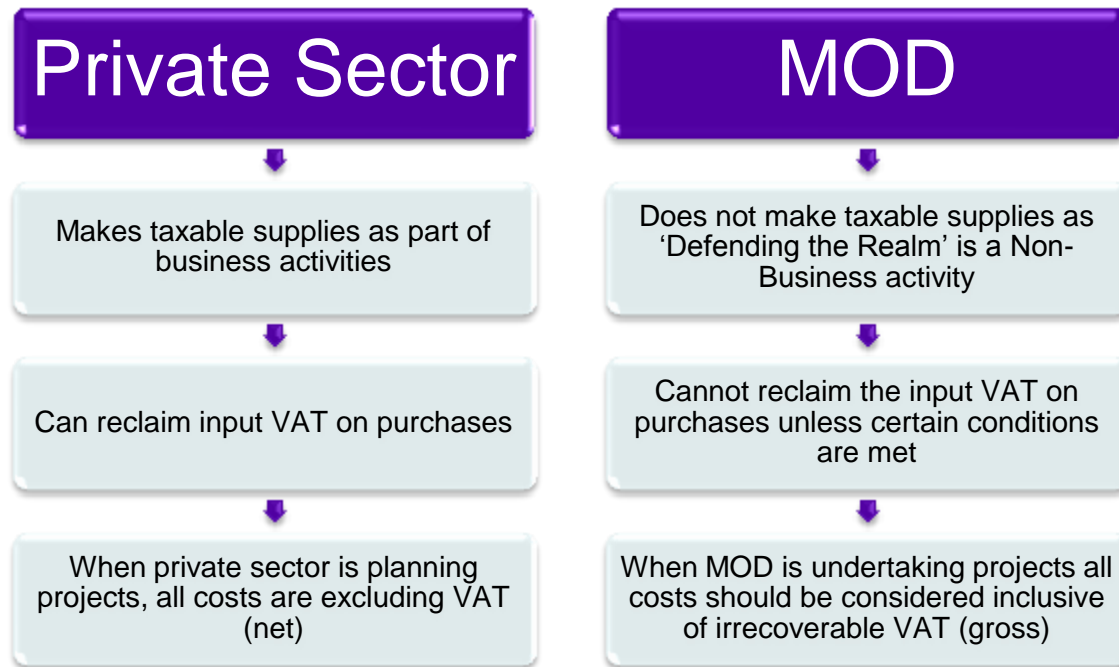 Private Sector
Makes taxable supplies as part of
business activities
Can reclaim input VAT on purchases
When private sector is planning
projects, all costs are excluding VAT
(net)
MOD
Does not make taxable supplies as
‘Defending the Realm’ is a Non-
Business activity
Cannot reclaim the input VAT on
purchases unless certain conditions
are met
When MOD is undertaking projects all
costs should be considered inclusive
of irrecoverable VAT (gross)